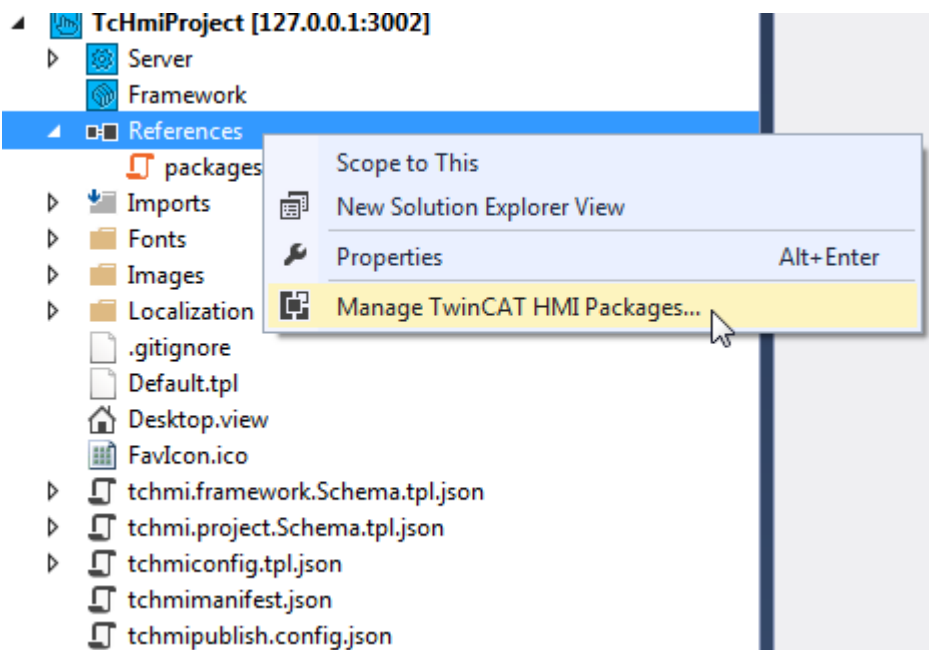 TcHmiProject [127.0.0.1:3002]
Server
Framework
References
packages
Scope to This
Imports
New Solution Explorer View
Fonts
Properties Alt+Enter
Images
Localization
Manage TwinCAT HMI Packages...
.gitignore
Default.tpl
Desktop.view
FavIcon.ico
tchmi.framework.Schema.tpl.json
tchmi.project.Schema.tpl.json
tchmiconfig.tpl.json
tchmimanifest.json
tchmipublish.config.json